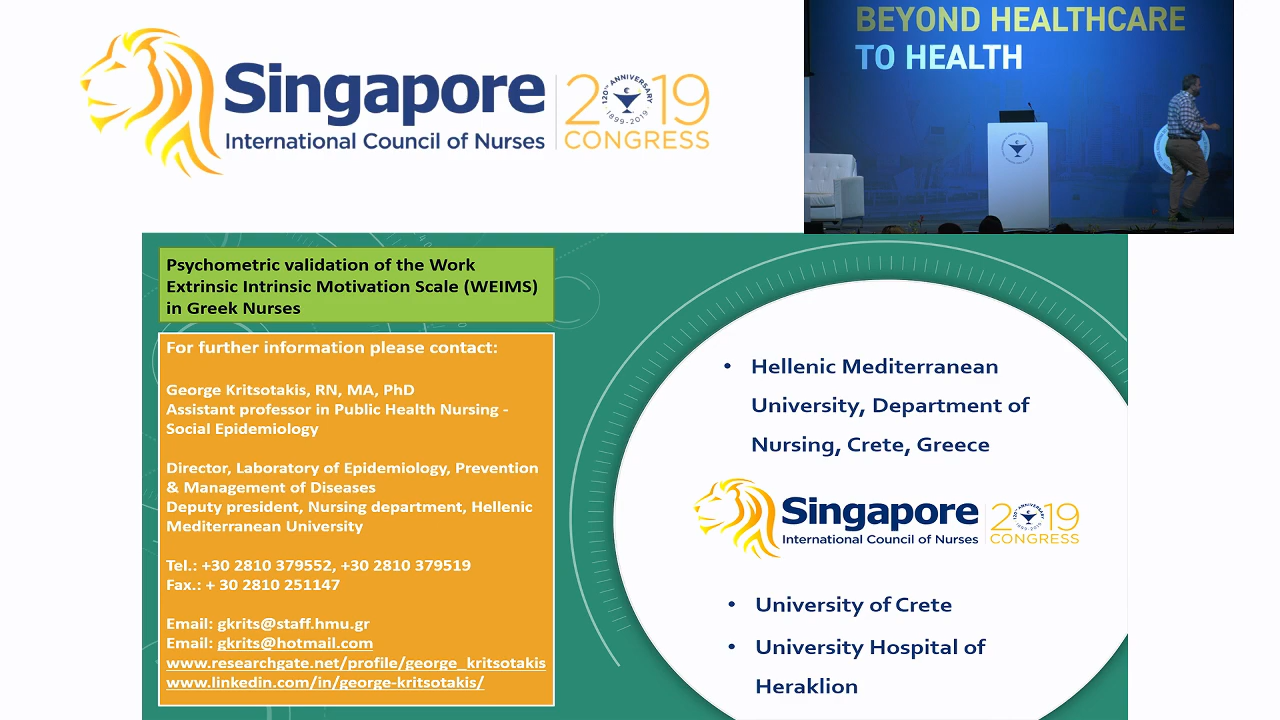 Singapore
International Council of Nurses
2019
120TH ANNIVERSARY
1899-2019
CONGRESS
BEYOND HEALTHCARE
TO HEALTH
Psychometric validation of the Work
Extrinsic Intrinsic Motivation Scale (WEIMS)
in Greek Nurses
For further information please contact:
George Kritsotakis, RN, MA, PhD
Assistant professor in Public Health Nursing -
Social Epidemiology
Director, Laboratory of Epidemiology, Prevention
& Management of Diseases
Deputy president, Nursing department, Hellenic
Mediterranean University
Tel.: +30 2810 379552, +30 2810 379519
Fax.: + 30 2810 251147
Email: gkrits@staff.hmu.gr
Email: gkrits@hotmail.com
www.researchgate.net/profile/george_kritsotakis
www.linkedin.com/in/george-kritsotakis/
• Hellenic Mediterranean
University, Department of
Nursing, Crete, Greece
Singapore
International Council of Nurses
2019
120TH ANNIVERSARY
1899-2019
CONGRESS
• University of Crete
• University Hospital of
Heraklion